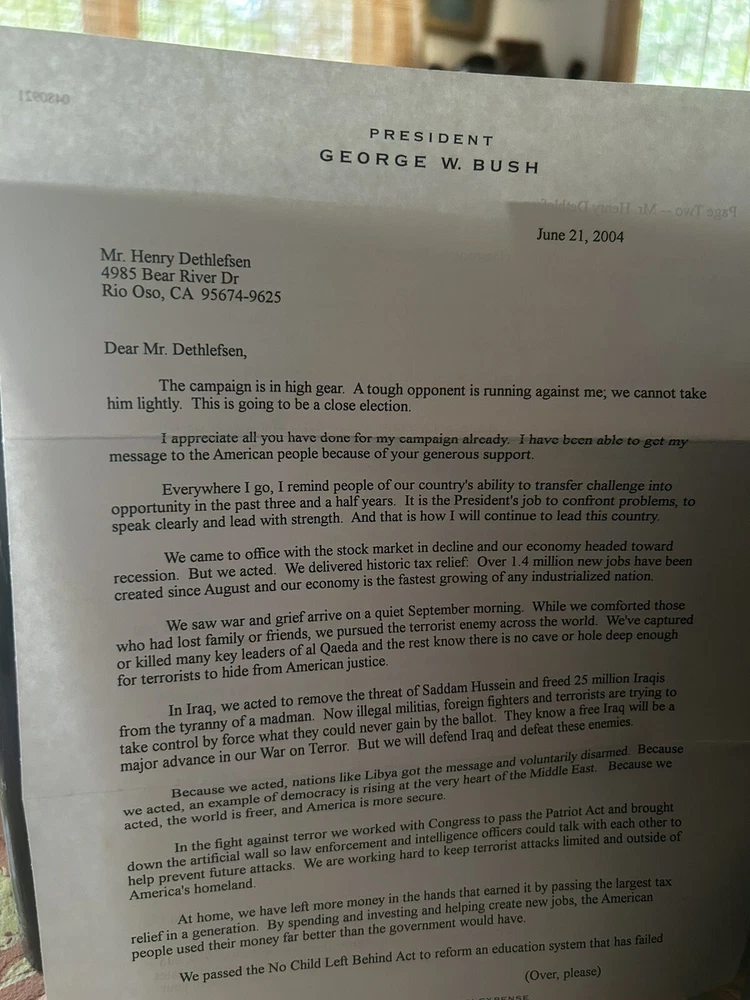 0480921
PRESIDENT
GEORGE W. BUSH
Page Two – Mr. Henry Dethlef
June 21, 2004
Mr. Henry Dethlefsen
4985 Bear River Dr
Rio Oso, CA 95674-9625
Dear Mr. Dethlefsen,
The campaign is in high gear. A tough opponent is running against me; we cannot take
him lightly. This is going to be a close election.
I appreciate all you have done for my campaign already. I have been able to get my
message to the American people because of your generous support.
Everywhere I go, I remind people of our country's ability to transfer challenge into
opportunity in the past three and a half years. It is the President's job to confront problems, to
speak clearly and lead with strength. And that is how I will continue to lead this country.
We came to office with the stock market in decline and our economy headed toward
recession. But we acted. We delivered historic tax relief. Over 1.4 million new jobs have been
created since August and our economy is the fastest growing of any industrialized nation.
We saw war and grief arrive on a quiet September morning. While we comforted those
who had lost family or friends, we pursued the terrorist enemy across the world. We've captured
or killed many key leaders of al Qaeda and the rest know there is no cave or hole deep enough
for terrorists to hide from American justice.
In Iraq, we acted to remove the threat of Saddam Hussein and freed 25 million Iraqis
from the tyranny of a madman. Now illegal militias, foreign fighters and terrorists are trying to
take control by force what they could never gain by the ballot. They know a free Iraq will be a
major advance in our War on Terror. But we will defend Iraq and defeat these enemies.
Because we acted, nations like Libya got the message and voluntarily disarmed. Because
we acted, an example of democracy is rising at the very heart of the Middle East. Because we
acted, the world is freer, and America is more secure.
In the fight against terror we worked with Congress to pass the Patriot Act and brought
down the artificial wall so law enforcement and intelligence officers could talk with each other to
help prevent future attacks. We are working hard to keep terrorist attacks limited and outside of
America's homeland.
At home, we have left more money in the hands that earned it by passing the largest tax
relief in a generation. By spending and investing and helping create new jobs, the American
people used their money far better than the government would have.
We passed the No Child Left Behind Act to reform an education system that has failed
(Over, please)
EXPENSE